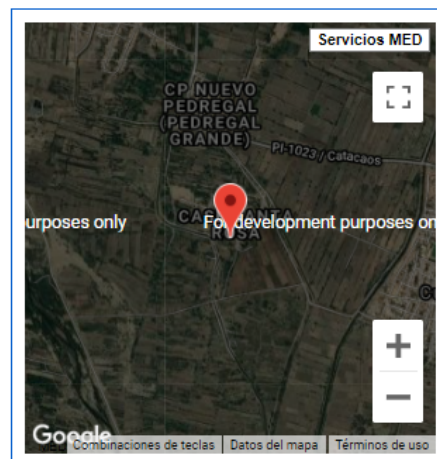 Servicios MED
CP NUEVO
PEDREGAL
(PEDREGAL
GRANDE)
PI-1023 / Catacaos
urposes only
For development purposes on
ROSA
Google
Combinaciones de teclas
Datos del mapa
Términos de uso